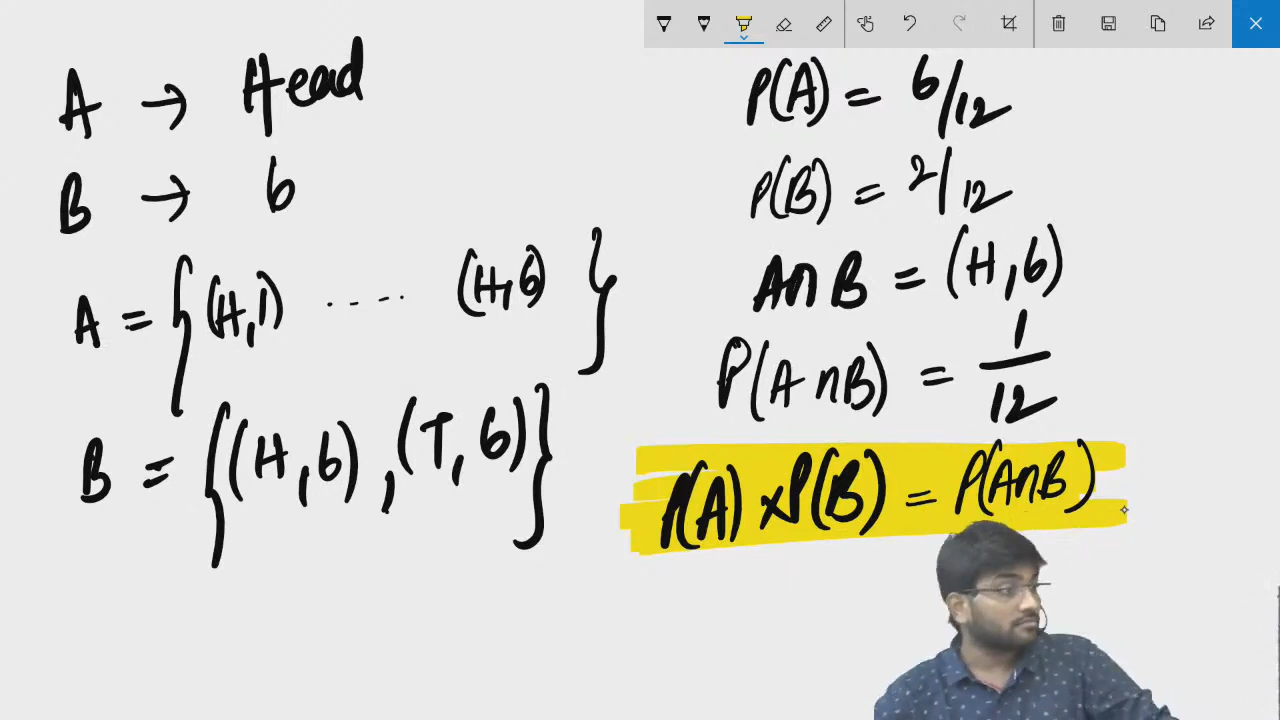 A → Head
B → 6
A = {(H,1) ---- (H,6)}
B = {(H,6), (T,6)}
P(A) = 6/12
P(B) = 2/12
A∩B = (H,6)
P(A∩B) = 1/12
P(A) × P(B) = P(A∩B)